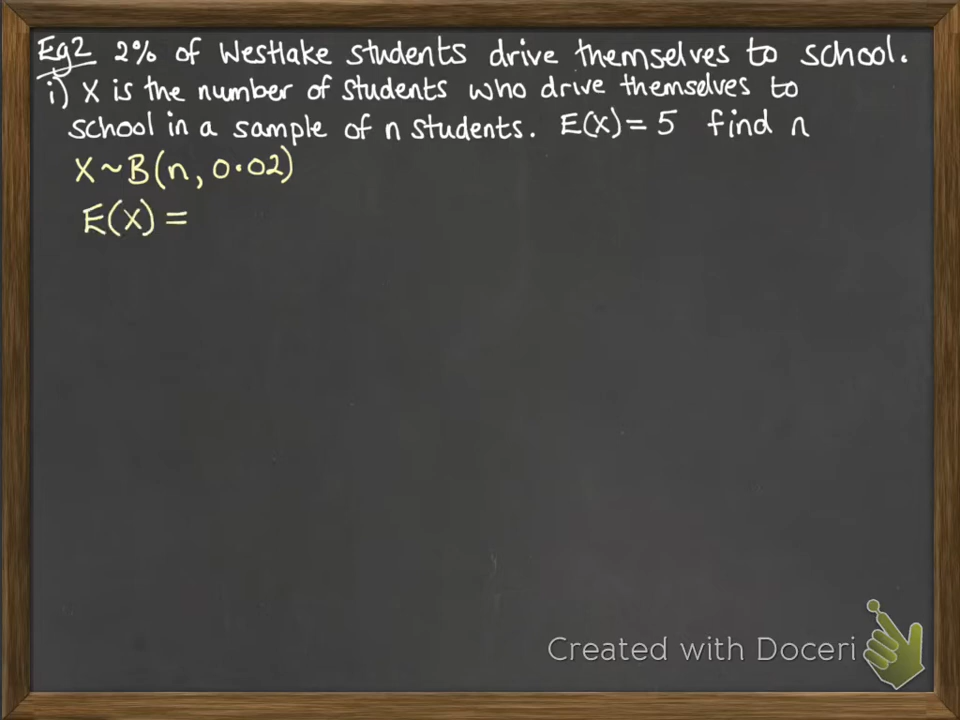 Eg2 2% of Westlake students drive themselves to school.
i) X is the number of students who drive themselves to
school in a sample of n students. E(X) = 5 find n
X ~ B(n, 0·02)
E(X) =
Created with Doceri